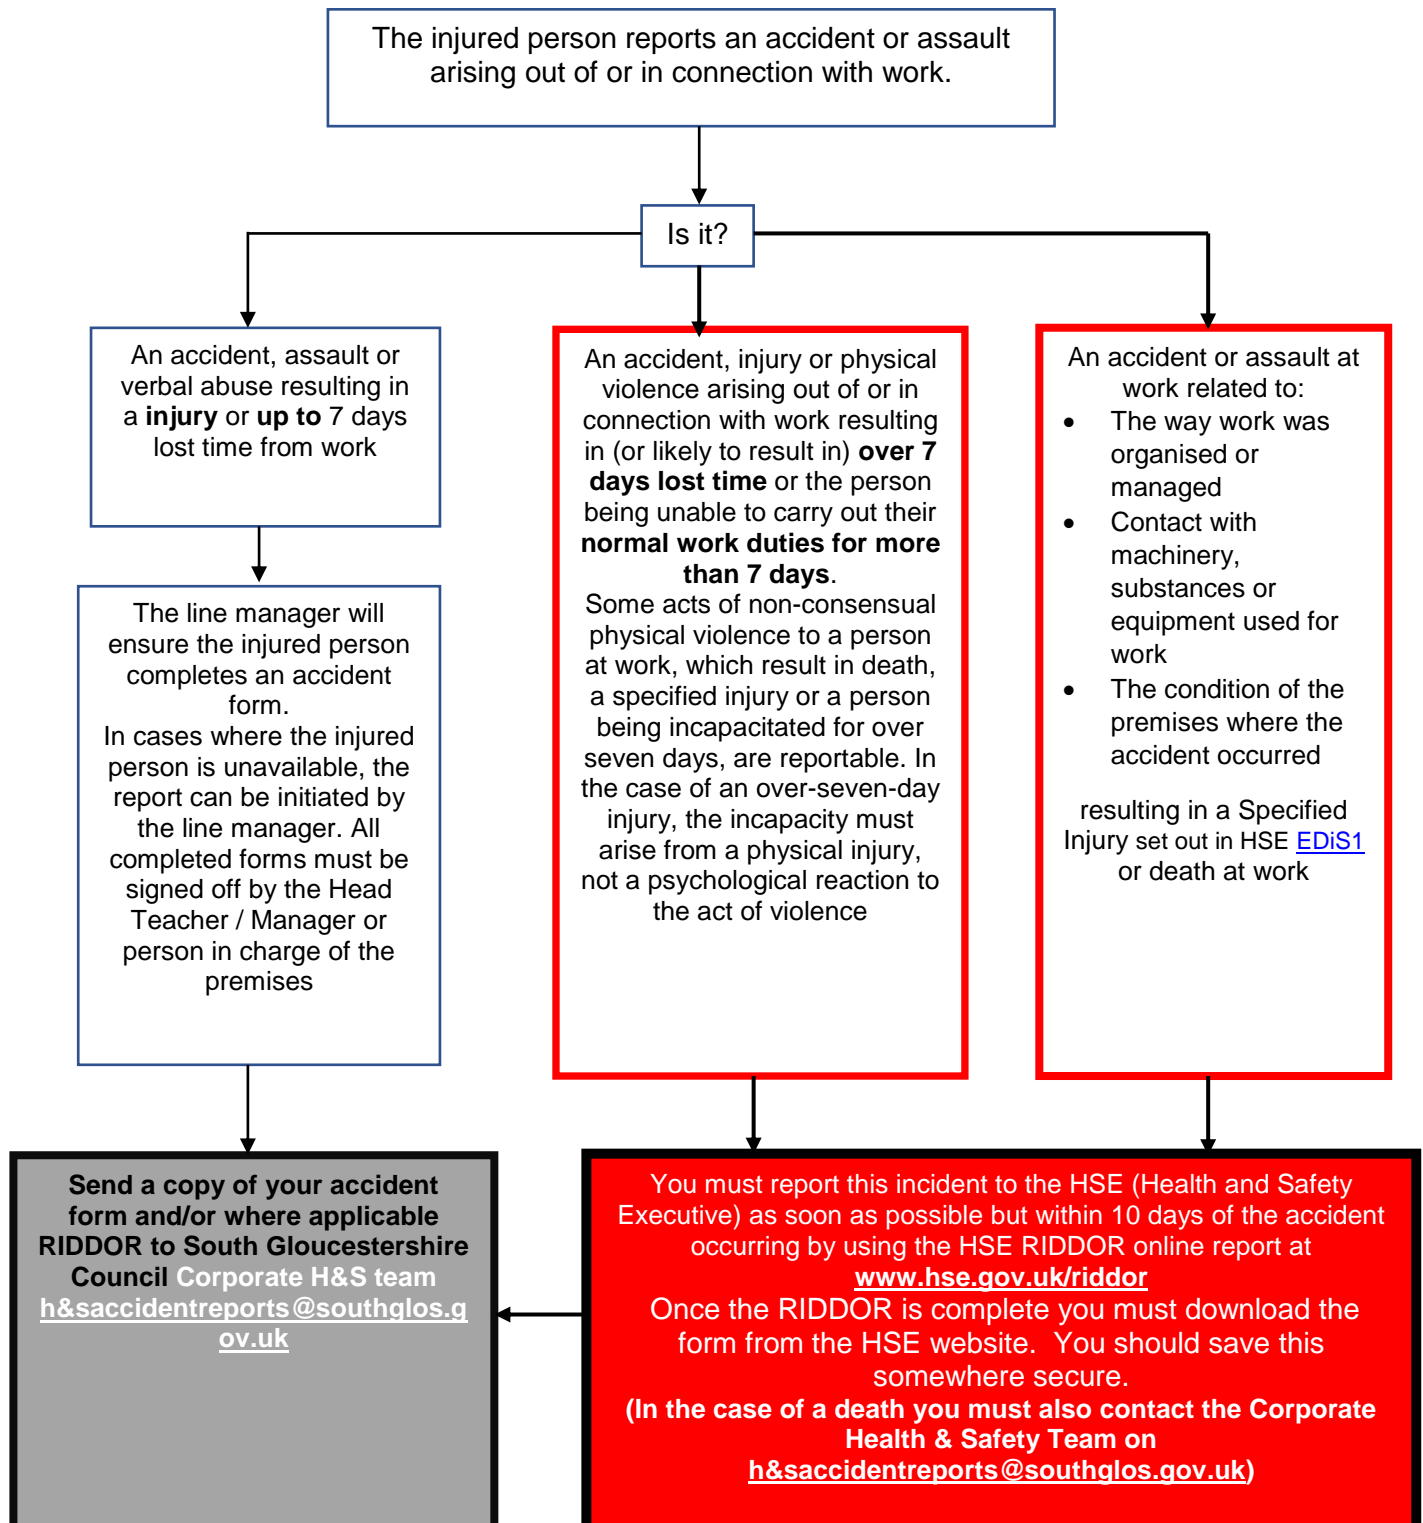 The injured person reports an accident or assault
arising out of or in connection with work.
Is it?
An accident, assault or
verbal abuse resulting in
a injury or up to 7 days
lost time from work
The line manager will
ensure the injured person
completes an accident
form.
In cases where the injured
person is unavailable, the
report can be initiated by
the line manager. All
completed forms must be
signed off by the Head
Teacher / Manager or
person in charge of the
premises
An accident, injury or physical
violence arising out of or in
connection with work resulting
in (or likely to result in) over 7
days lost time or the person
being unable to carry out their
normal work duties for more
than 7 days.
Some acts of non-consensual
physical violence to a person
at work, which result in death,
a specified injury or a person
being incapacitated for over
seven days, are reportable. In
the case of an over-seven-day
injury, the incapacity must
arise from a physical injury,
not a psychological reaction to
the act of violence
An accident or assault at
work related to:
• The way work was
organised or
managed
• Contact with
machinery,
substances or
equipment used for
work
• The condition of the
premises where the
accident occurred
resulting in a Specified
Injury set out in HSE EDiS1
or death at work
Send a copy of your accident
form and/or where applicable
RIDDOR to South Gloucestershire
Council Corporate H&S team
h&saccidentreports@southglos.g
ov.uk
You must report this incident to the HSE (Health and Safety
Executive) as soon as possible but within 10 days of the accident
occurring by using the HSE RIDDOR online report at
www.hse.gov.uk/riddor
Once the RIDDOR is complete you must download the
form from the HSE website. You should save this
somewhere secure.
(In the case of a death you must also contact the Corporate
Health & Safety Team on
h&saccidentreports@southglos.gov.uk)